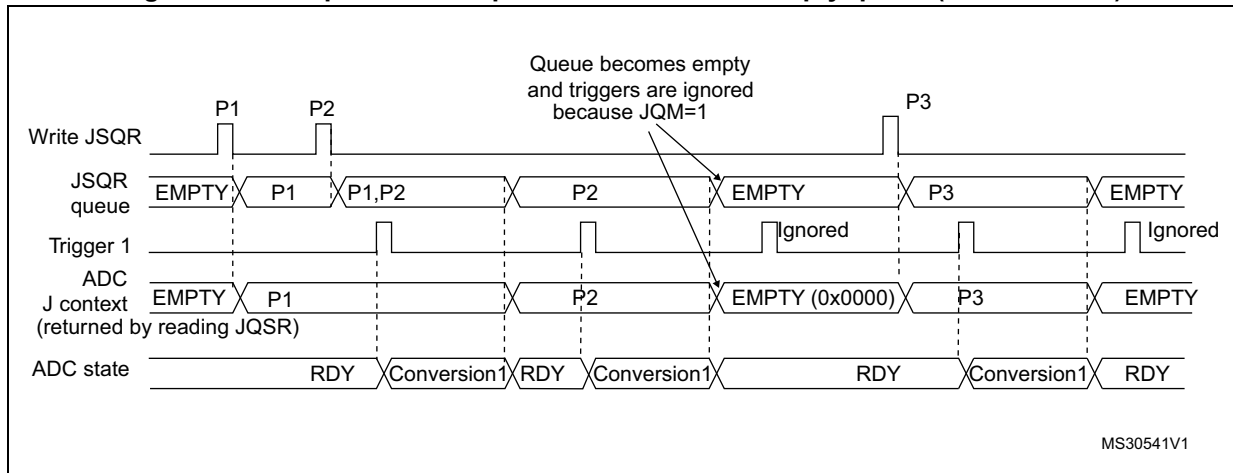 Queue becomes empty
and triggers are ignored
because JQM=1
P1 P2 P3
Write JSQR
JSQR
queue
EMPTY P1 P1,P2 P2 EMPTY P3 EMPTY
Trigger 1 Ignored Ignored
ADC
J context
(returned by reading JQSR)
EMPTY P1 P2 EMPTY (0x0000) P3 EMPTY
ADC state RDY Conversion1 RDY Conversion1 RDY Conversion1 RDY
MS30541V1